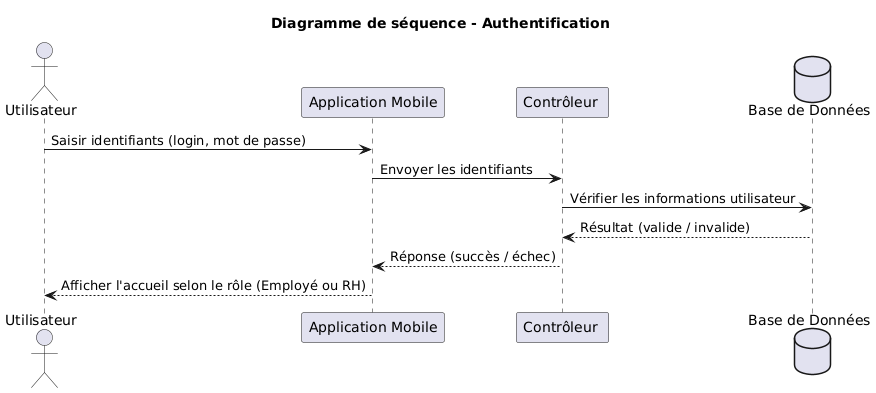 Diagramme de séquence - Authentification
Utilisateur
Application Mobile
Contrôleur
Base de Données
Saisir identifiants (login, mot de passe)
Envoyer les identifiants
Vérifier les informations utilisateur
Résultat (valide / invalide)
Réponse (succès / échec)
Afficher l'accueil selon le rôle (Employé ou RH)
Utilisateur
Application Mobile
Contrôleur
Base de Données